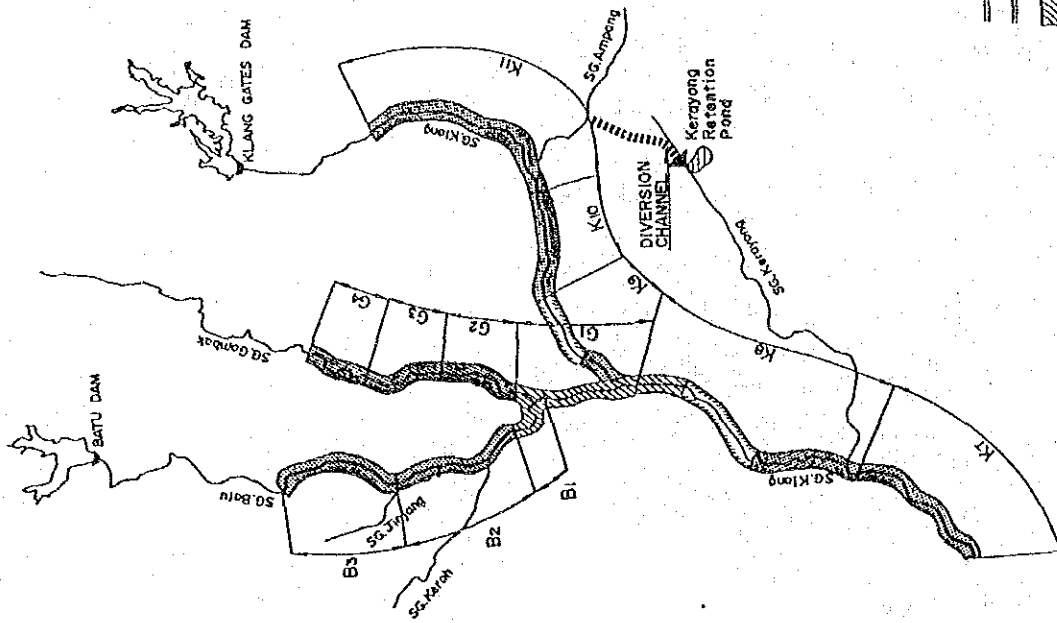 KLANG GATES DAM
K11
SG.Ampang
SG.Klang
Kerayong
Retention
pond
DIVERSION
CHANNEL
K10
K9
SG.Kerayong
K8
G4
G3
G2
G1
SG.Gombak
BATU DAM
SG.Batu
SG.Jinjang
SG.Keroh
B3
B2
B1
SG.Klang
K7